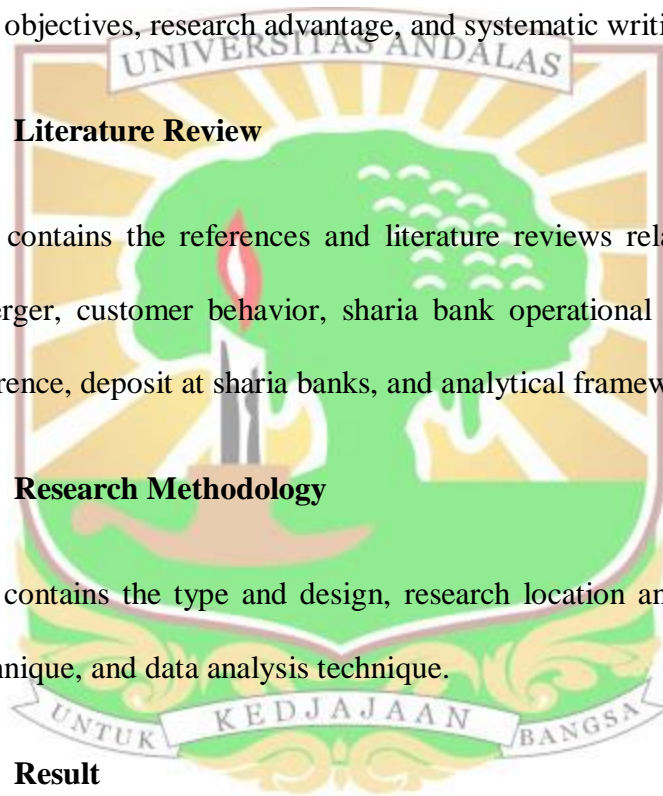 objectives, research advantage, and systematic writi
UNIVERSITAS ANDALAS
Literature Review
contains the references and literature reviews rela
erger, customer behavior, sharia bank operational
rence, deposit at sharia banks, and analytical framew
Research Methodology
contains the type and design, research location an
hnique, and data analysis technique.
UNTUK KEDJAJAAN BANGSA
Result